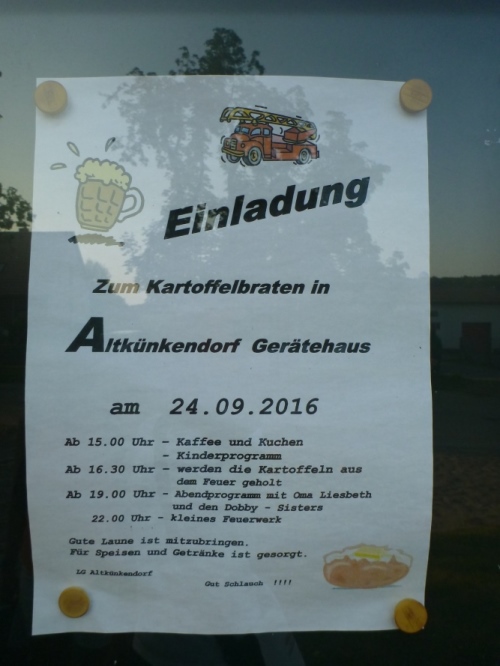 Einladung
Zum Kartoffelbraten in
Altkünkendorf Gerätehaus
am 24.09.2016
Ab 15.00 Uhr - Kaffee und Kuchen
- Kinderprogramm
Ab 16.30 Uhr - werden die Kartoffeln aus
dem Feuer geholt
Ab 19.00 Uhr - Abendprogramm mit Oma Liesbeth
und den Dobby - Sisters
22.00 Uhr - kleines Feuerwerk
Gute Laune ist mitzubringen.
Für Speisen und Getränke ist gesorgt.
LG Altkünkendorf
Gut Schlauch !!!!